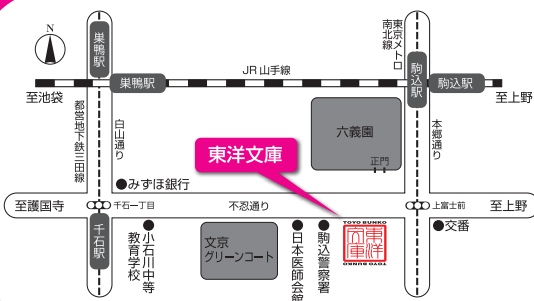 N
巣鴨駅
巣鴨駅
JR 山手線
東京メトロ
南北線
駒込駅
駒込駅
至池袋
至上野
都営地下鉄三田線
白山通り
本郷通り
六義園
正門
東洋文庫
●みずほ銀行
至護国寺
千石一丁目
不忍通り
上富士前
至上野
千石駅
●小石川中等
教育学校
文京
グリーンコート
●日本医師会館
●駒込警察署
TOYO BUNKO
東洋
文庫
TOYO BUNKO
●交番